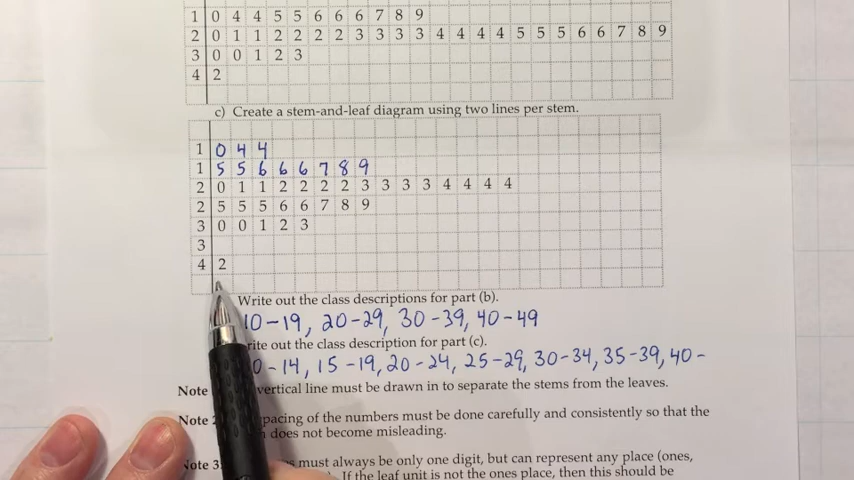 1 0 4 4 5 5 6 6 6 7 8 9
2 0 1 1 2 2 2 2 3 3 3 3 4 4 4 4 5 5 5 6 6 7 8 9
3 0 0 1 2 3
4 2
c) Create a stem-and-leaf diagram using two lines per stem.
1 0 4 4
1 5 5 6 6 6 7 8 9
2 0 1 1 2 2 2 2 3 3 3 3 4 4 4 4
2 5 5 5 6 6 7 8 9
3 0 0 1 2 3
3
4 2
Write out the class descriptions for part (b).
10-19, 20-29, 30-39, 40-49
rite out the class description for part (c).
0-14, 15-19, 20-24, 25-29, 30-34, 35-39, 40-
Note vertical line must be drawn in to separate the stems from the leaves.
Note 2 pacing of the numbers must be done carefully and consistently so that the
does not become misleading.
Note 3: must always be only one digit, but can represent any place (ones,
If the leaf unit is not the ones place, then this should be